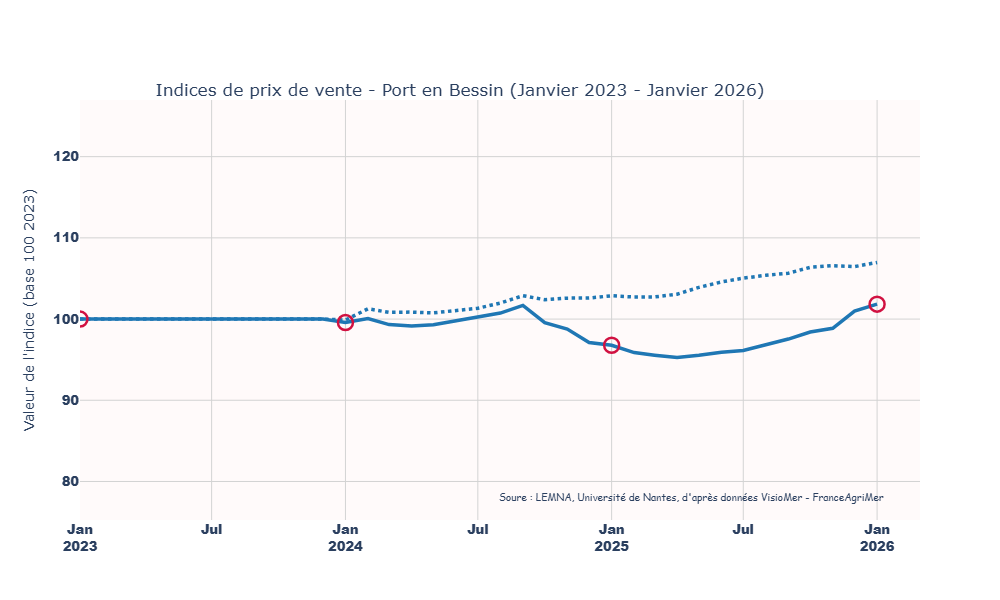 Indices de prix de vente - Port en Bessin (Janvier 2023 - Janvier 2026)
Valeur de l'indice (base 100 2023)
120
110
100
90
80
Soure : LEMNA, Université de Nantes, d'après données VisioMer - FranceAgriMer
Jan
2023
Jul
Jan
2024
Jul
Jan
2025
Jul
Jan
2026